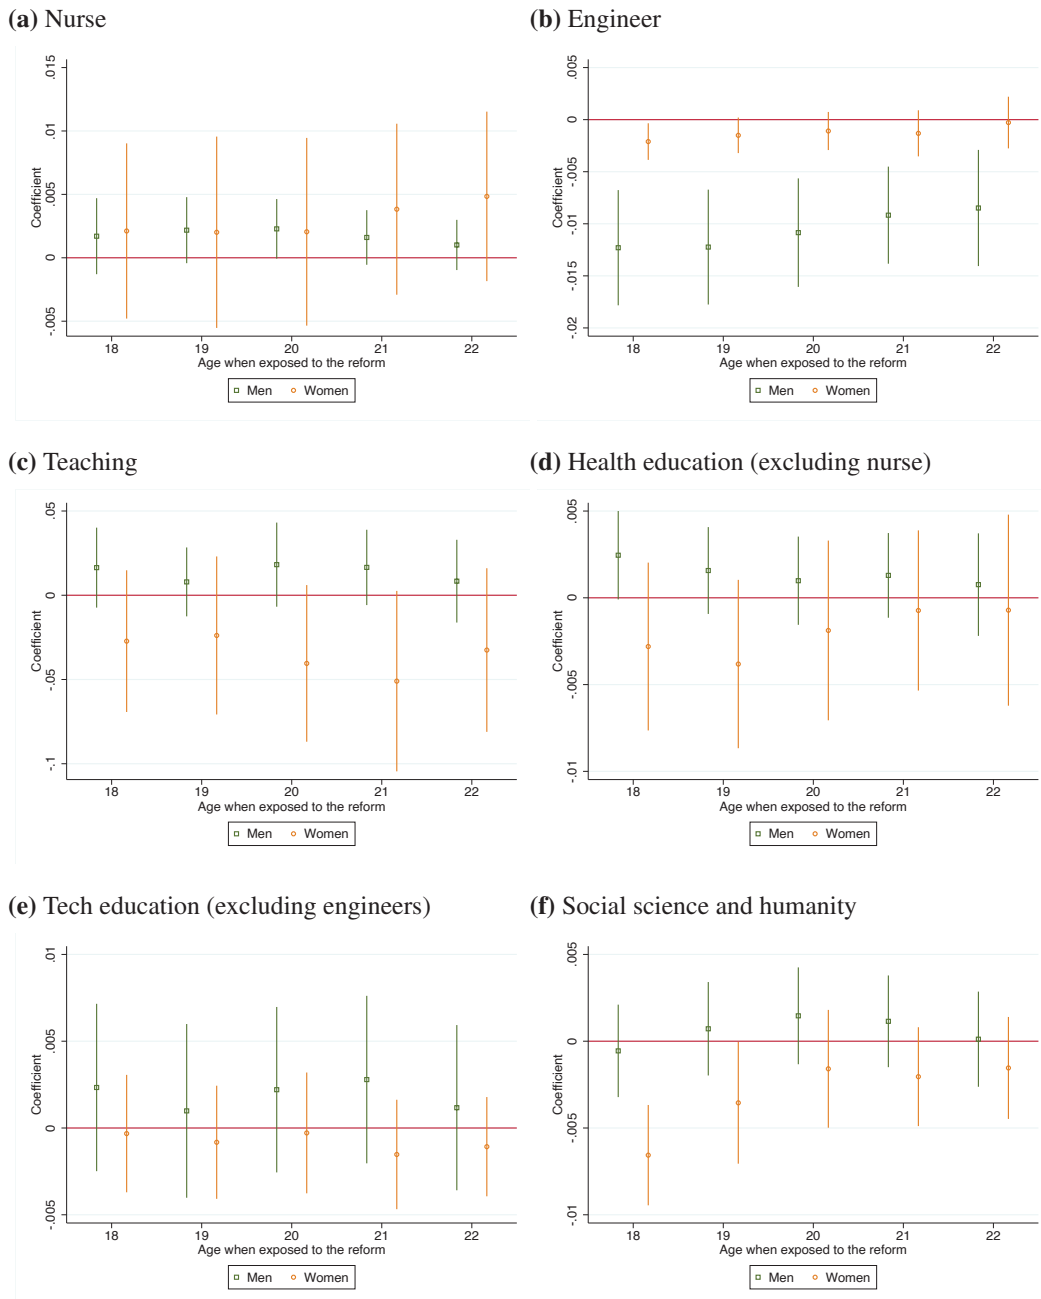 (a) Nurse
.015
.01
.005
0
-.005
Coefficient
18 19 20 21 22
Age when exposed to the reform
Men Women
(b) Engineer
.005
0
-.005
-.01
-.015
-.02
Coefficient
18 19 20 21 22
Age when exposed to the reform
Men Women
(c) Teaching
.05
0
-.05
-.1
Coefficient
18 19 20 21 22
Age when exposed to the reform
Men Women
(d) Health education (excluding nurse)
.005
0
-.005
-.01
Coefficient
18 19 20 21 22
Age when exposed to the reform
Men Women
(e) Tech education (excluding engineers)
.01
.005
0
-.005
Coefficient
18 19 20 21 22
Age when exposed to the reform
Men Women
(f) Social science and humanity
.005
0
-.005
-.01
Coefficient
18 19 20 21 22
Age when exposed to the reform
Men Women